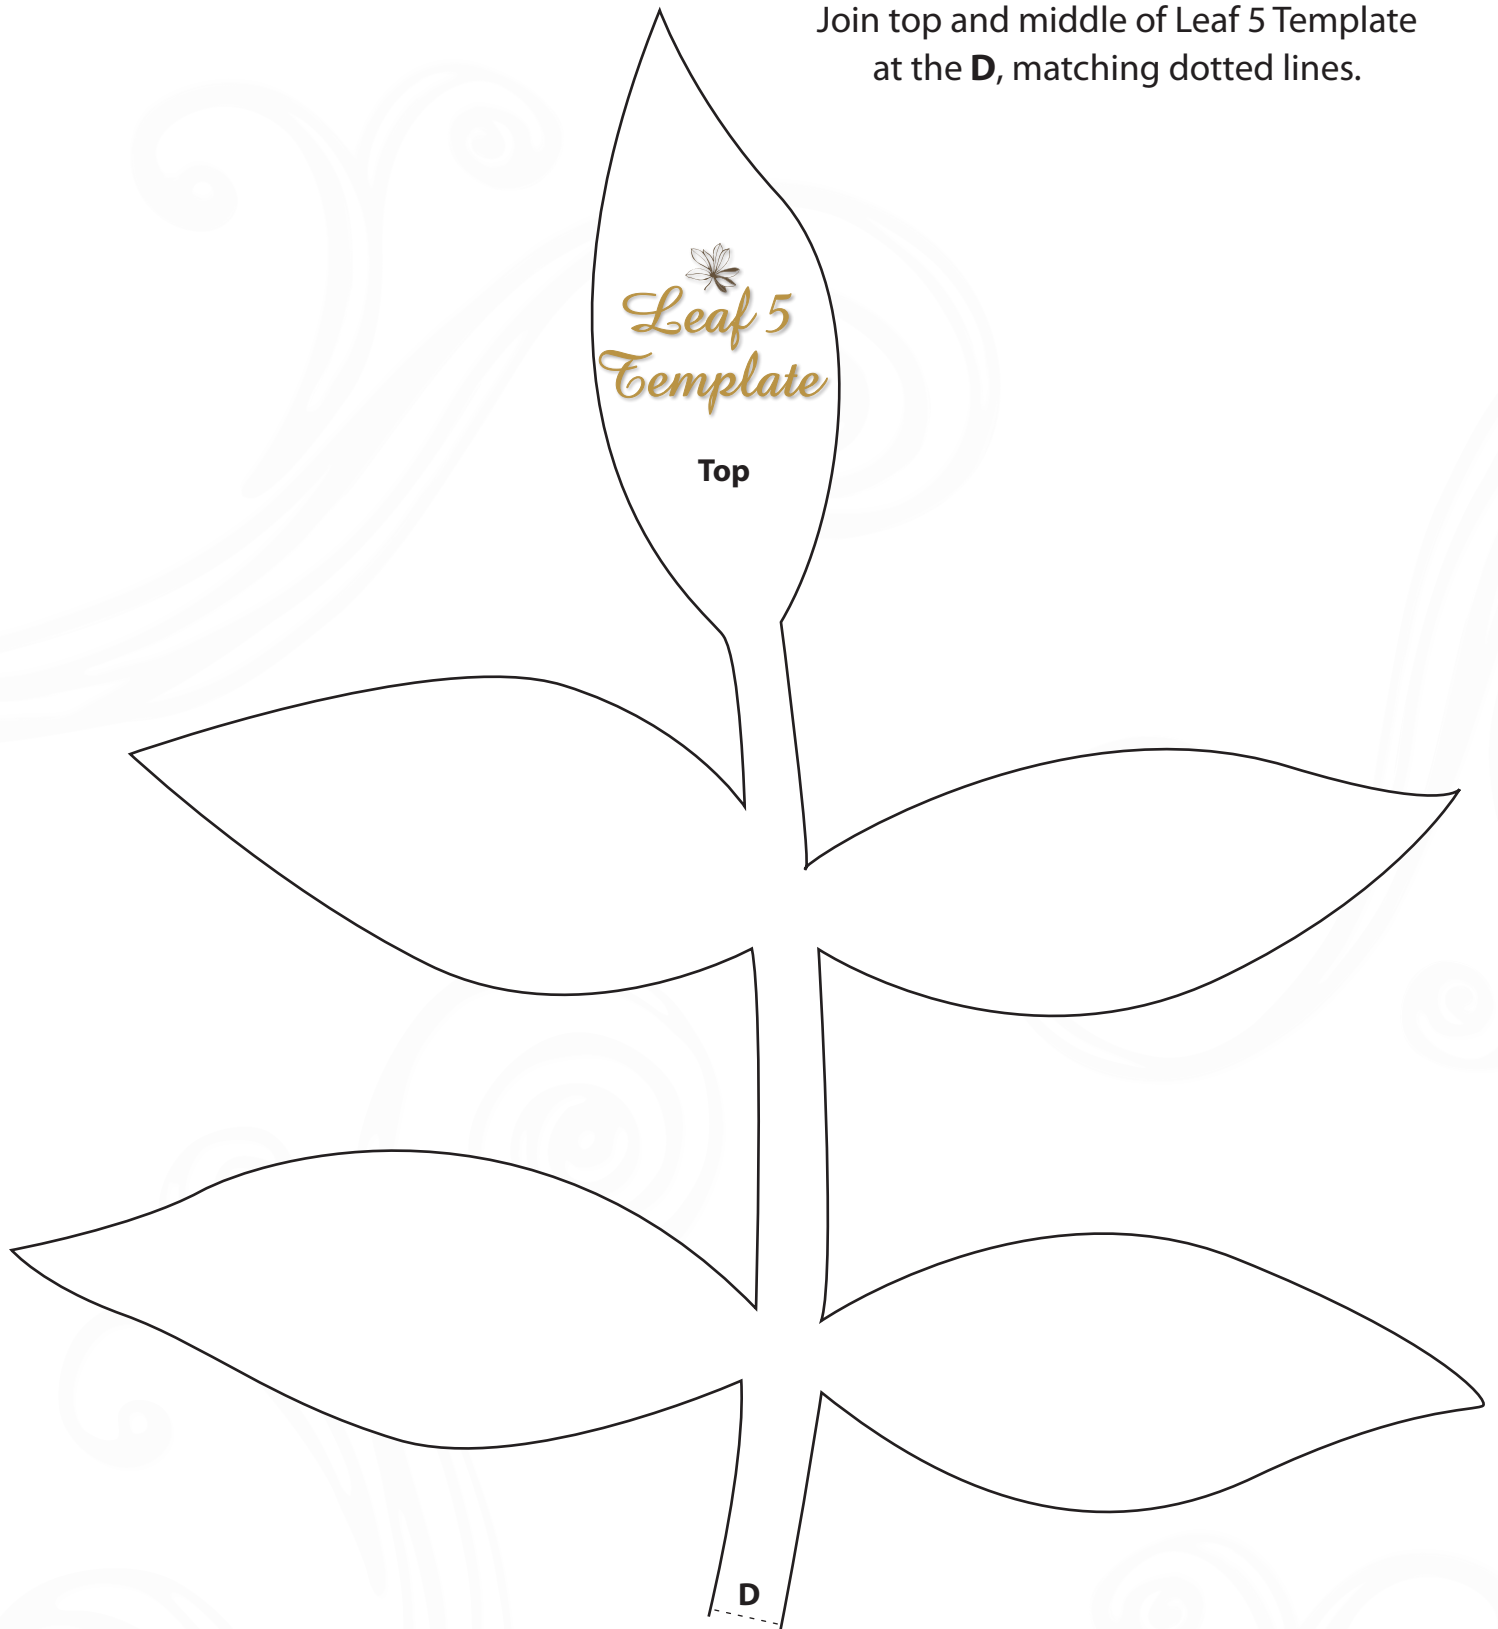 Join top and middle of Leaf 5 Template
at the D, matching dotted lines.
Leaf 5
Template
Top
D